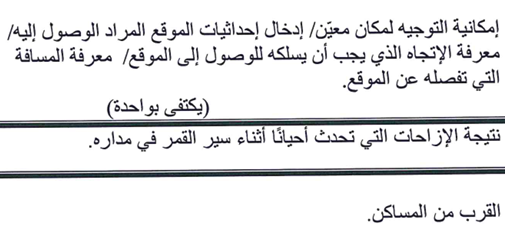 إمكانية التوجيه لمكان معيّن/ إدخال إحداثيات الموقع المراد الوصول إليه/
معرفة الإتجاه الذي يجب أن يسلكه للوصول إلى الموقع/ معرفة المسافة
التي تفصله عن الموقع.
(يكتفى بواحدة)
نتيجة الإزاحات التي تحدث أحيانًا أثناء سير القمر في مداره.
القرب من المساكن.